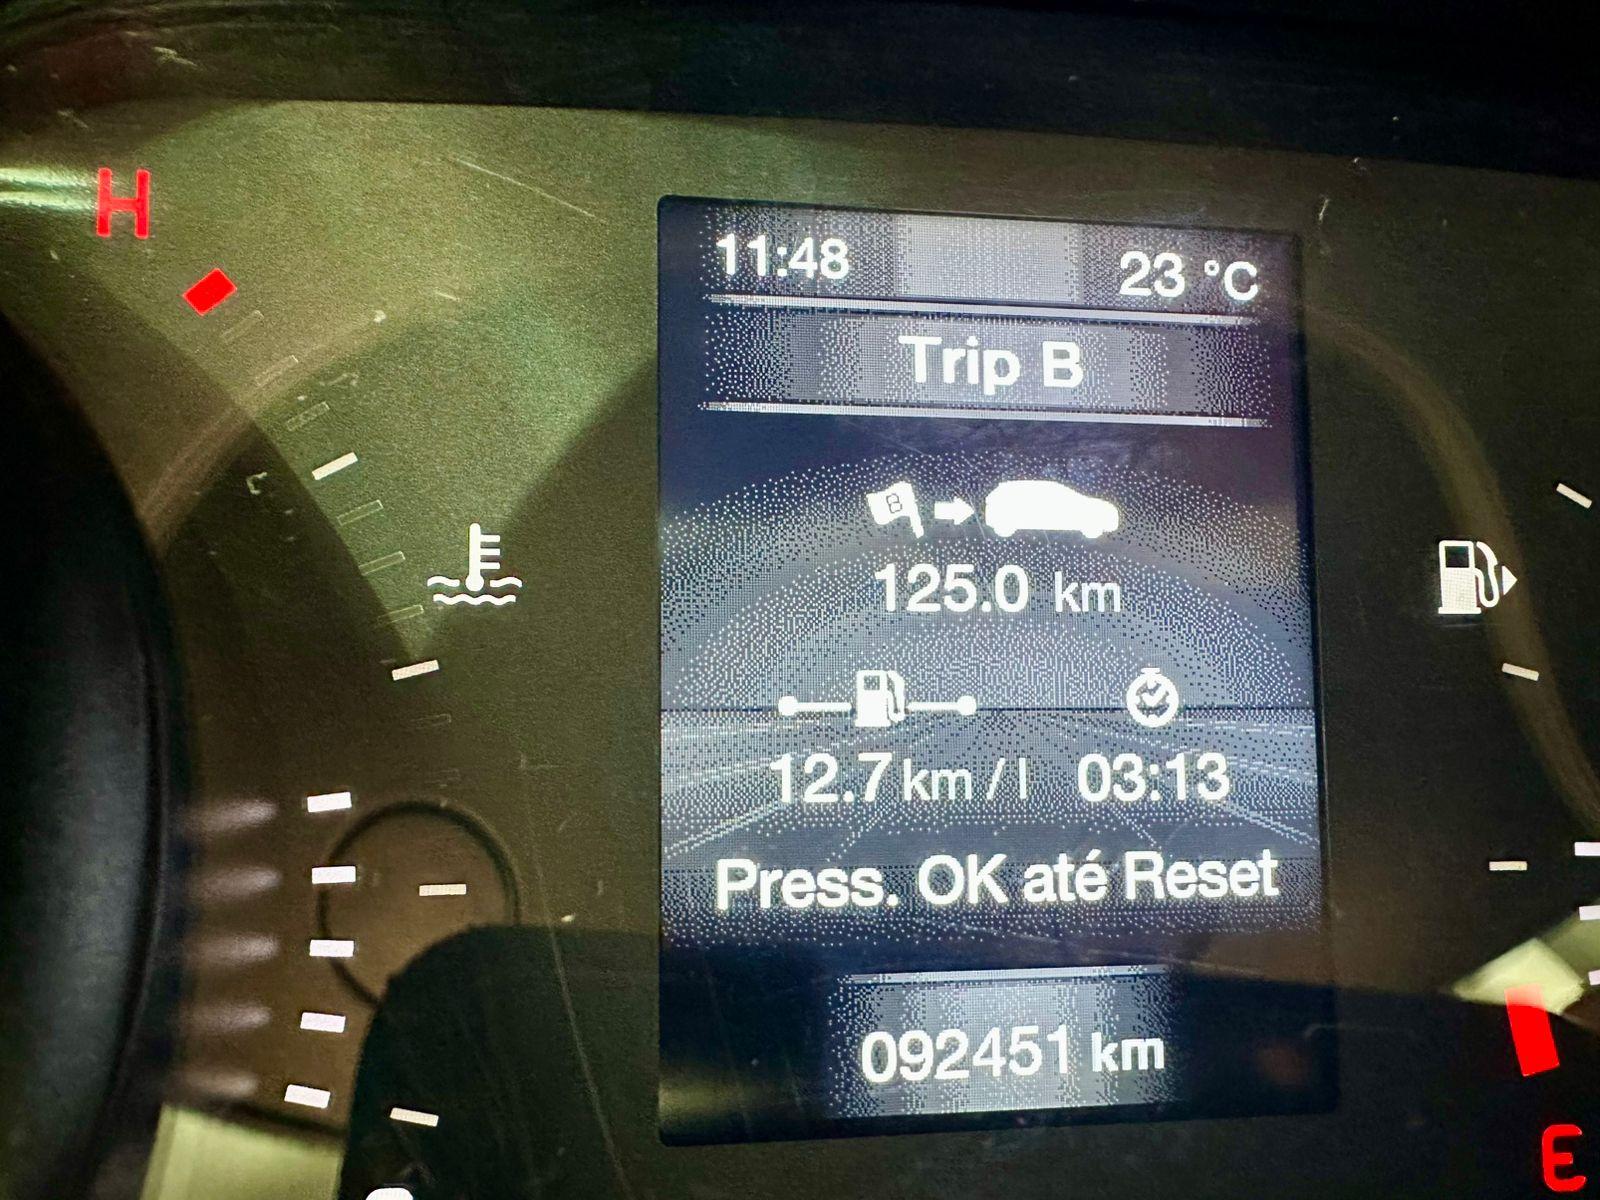 H
11:48 23 °C
Trip B
B
125.0 km
12.7 km / l 03:13
Press. OK até Reset
092451 km
E